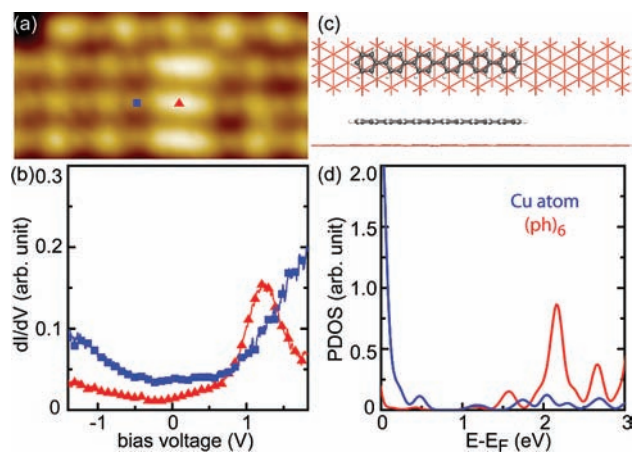 (a)
(c)
(b)
0.3
0.2
0.1
0
dI/dV (arb. unit)
-1
0
1
bias voltage (V)
(d)
2.0
1.5
1.0
0.5
0
PDOS (arb. unit)
Cu atom
(ph)6
0
1
2
3
E-EF (eV)